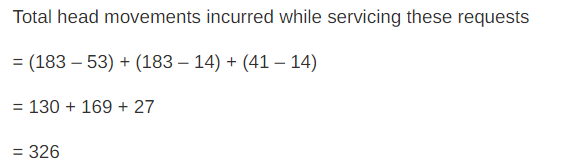 Total head movements incurred while servicing these requests
= (183 – 53) + (183 – 14) + (41 – 14)
= 130 + 169 + 27
= 326